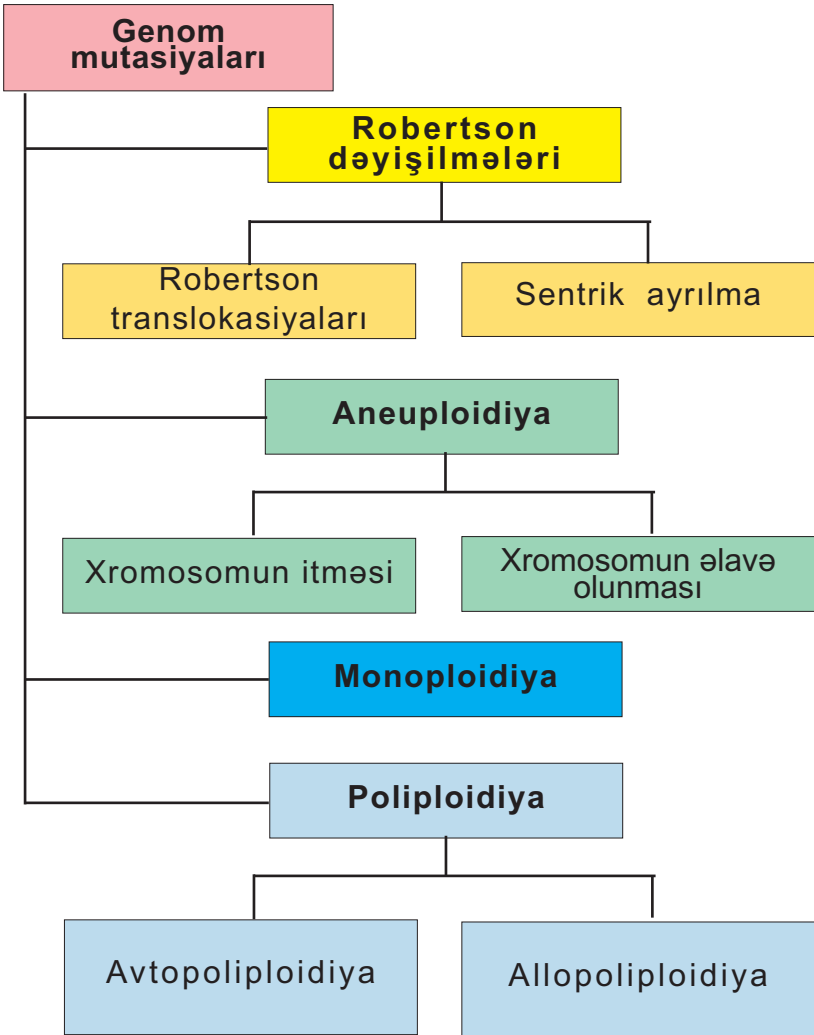 Genom
mutasiyaları
Robertson
dəyişilmələri
Robertson
translokasiyaları
Sentrik ayrılma
Aneuploidiya
Xromosomun itməsi
Xromosomun əlavə
olunması
Monoploidiya
Poliploidiya
Avtopoliploidiya
Allopoliploidiya